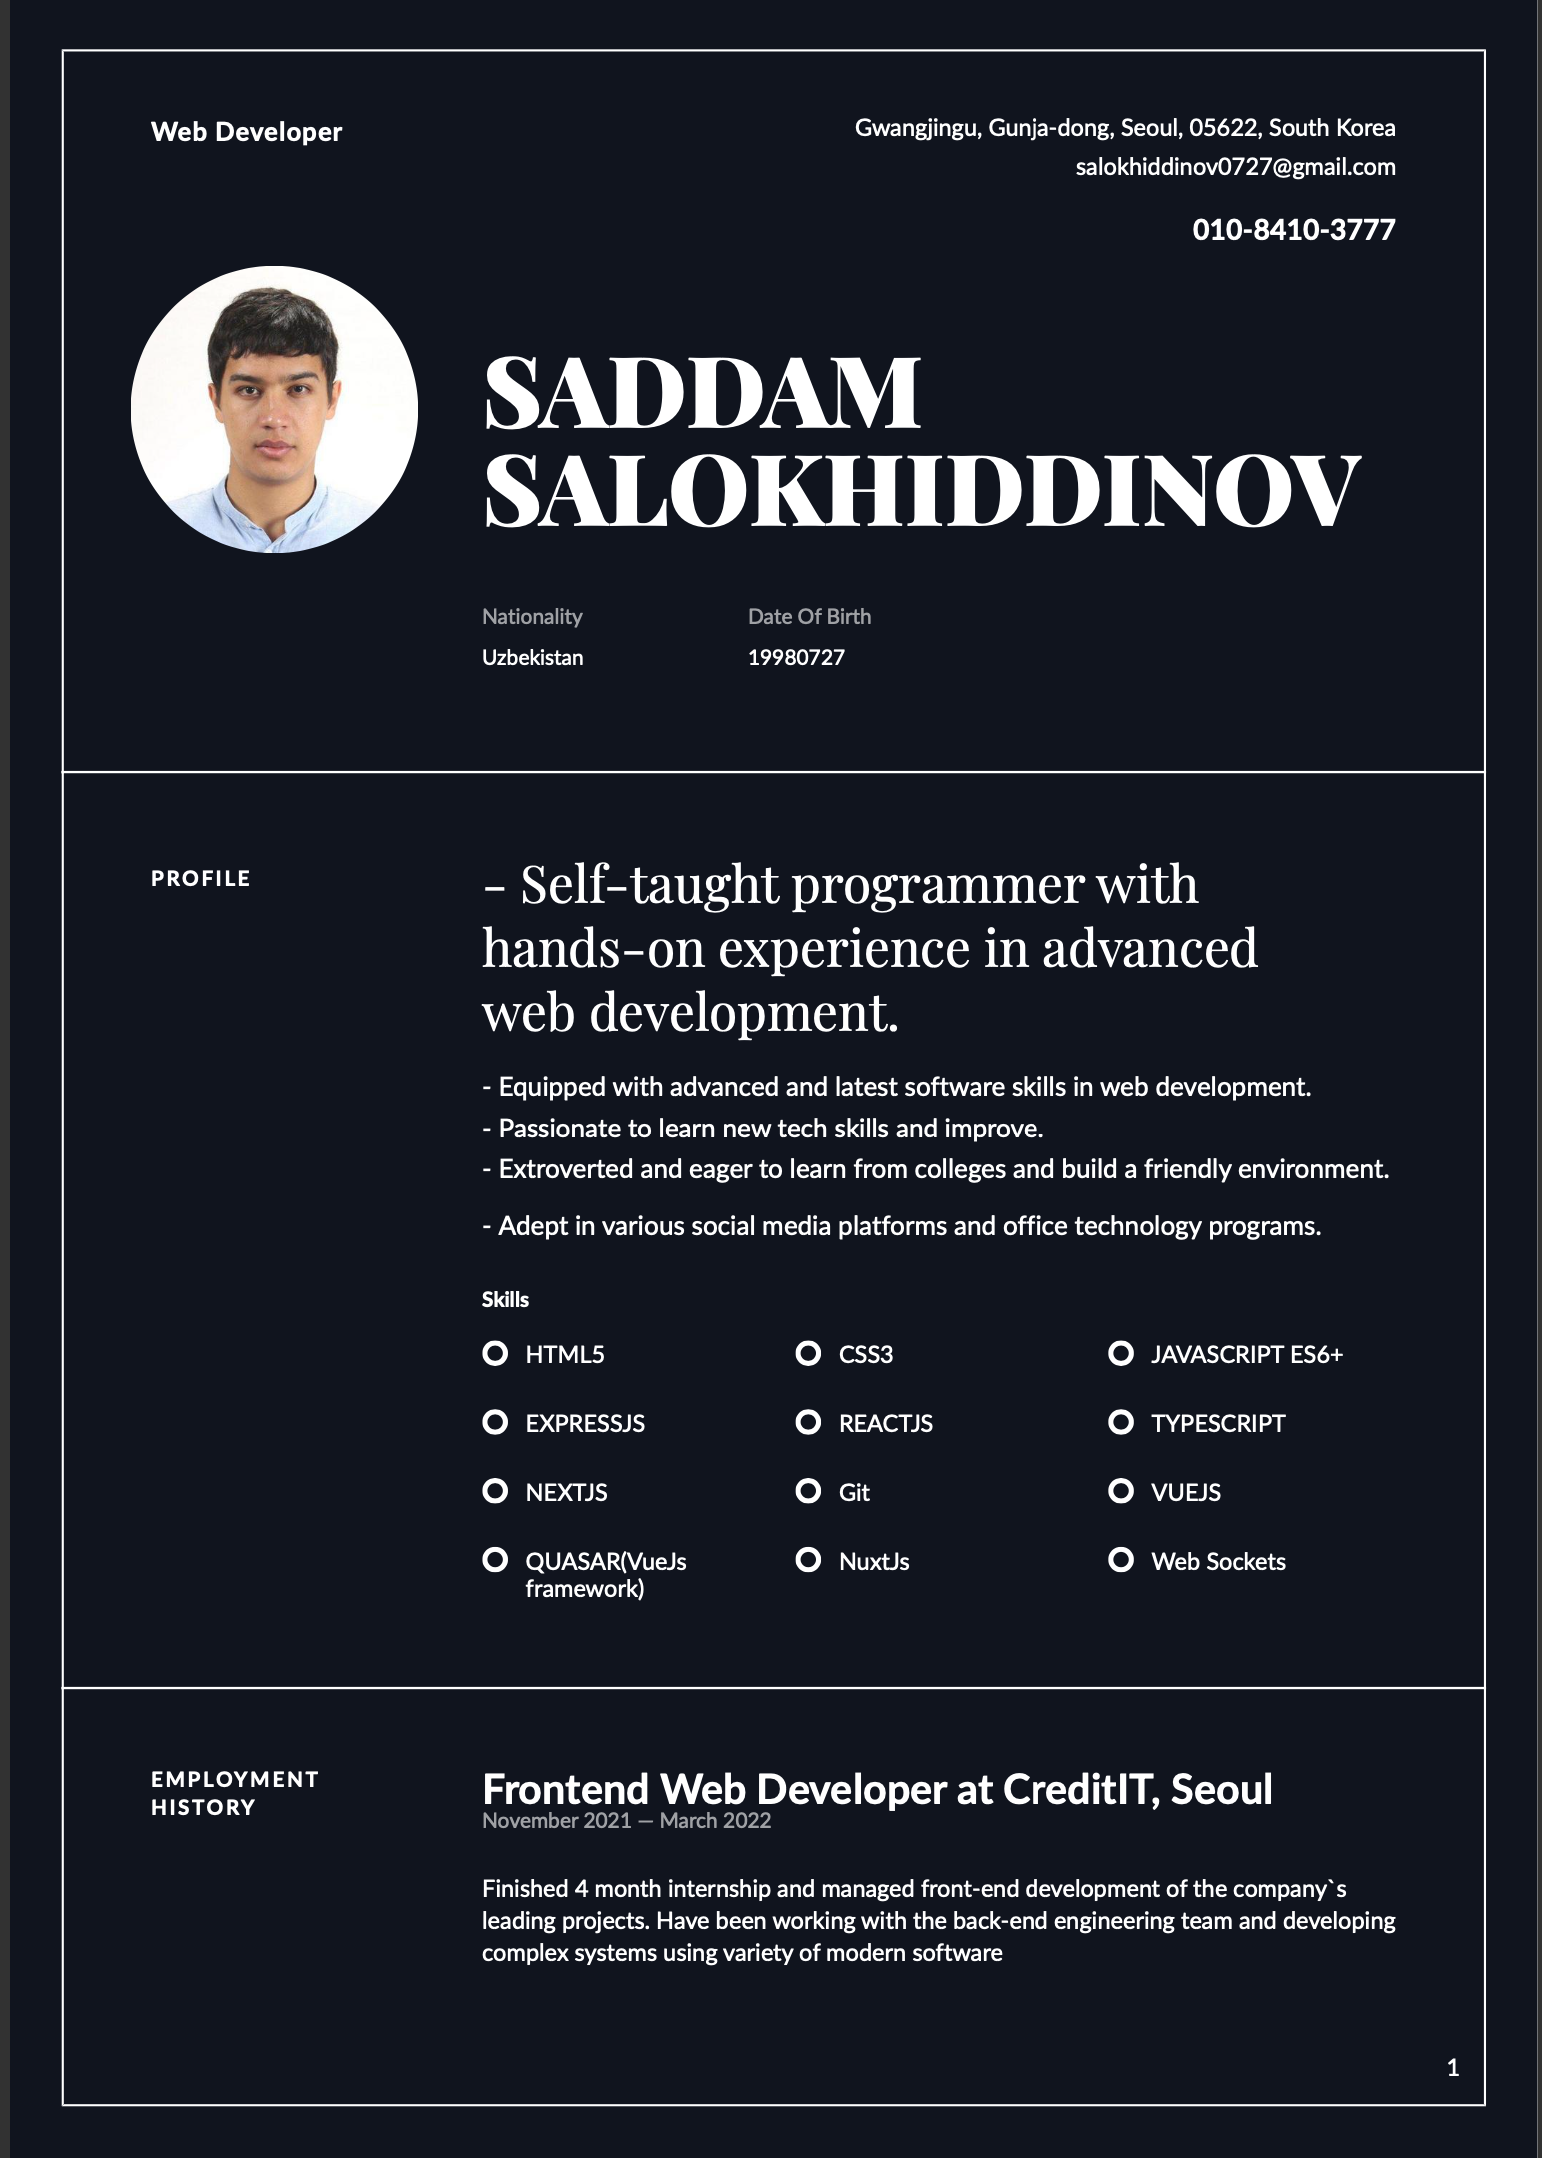 Web Developer
Gwangjingu, Gunja-dong, Seoul, 05622, South Korea
salokhiddinov0727@gmail.com
010-8410-3777
SADDAM
SALOKHIDDINOV
Nationality
Date Of Birth
Uzbekistan
19980727
PROFILE
- Self-taught programmer with
hands-on experience in advanced
web development.
- Equipped with advanced and latest software skills in web development.
- Passionate to learn new tech skills and improve.
- Extroverted and eager to learn from colleges and build a friendly environment.
- Adept in various social media platforms and office technology programs.
Skills
HTML5
CSS3
JAVASCRIPT ES6+
EXPRESSJS
REACTJS
TYPESCRIPT
NEXTJS
Git
VUEJS
QUASAR(VueJs
framework)
NuxtJs
Web Sockets
EMPLOYMENT
HISTORY
Frontend Web Developer at CreditIT, Seoul
November 2021 — March 2022
Finished 4 month internship and managed front-end development of the company`s
leading projects. Have been working with the back-end engineering team and developing
complex systems using variety of modern software
1